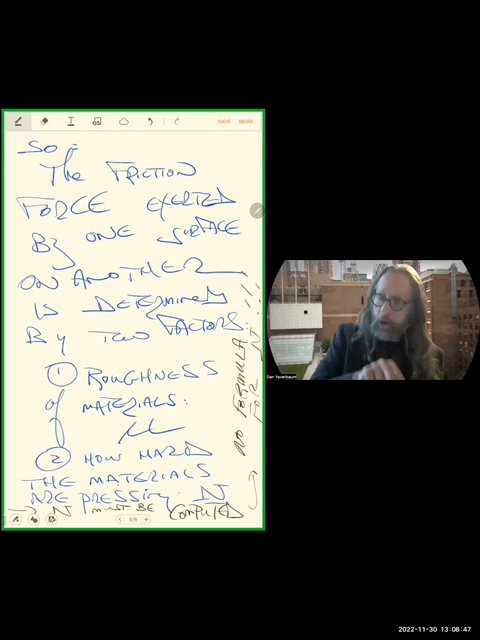 SAVE MORE
SO:
THE FRICTION
FORCE EXERTED
BY ONE SURFACE
ON ANOTHER
IS DETERMINED
BY TWO FACTORS
① ROUGHNESS
of MATERIALS:
μ
② HOW HARD
THE MATERIALS
ARE PRESSING: N
→ N MUST BE COMPUTED
NO FORMULA
FOR N!!!
6/6
Dan Yaverbaum
2022-11-30 13:08:47